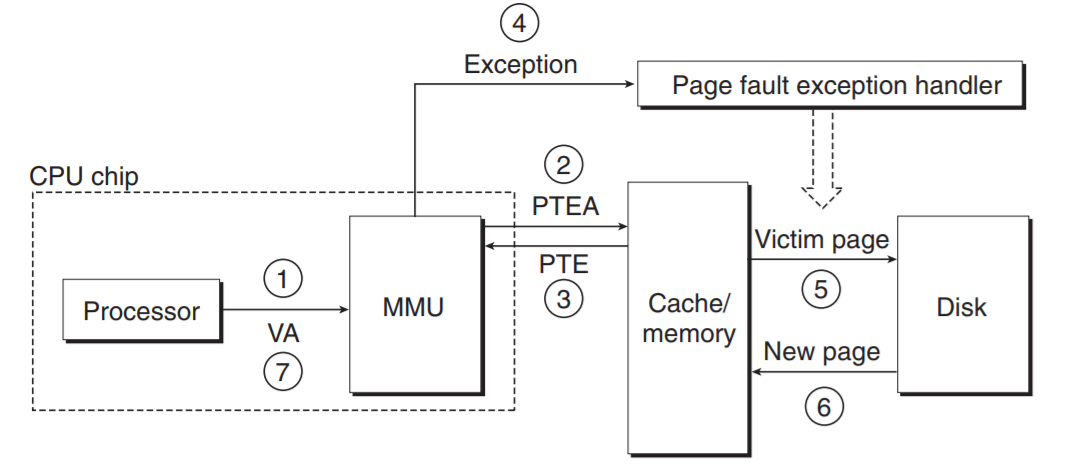 4
Exception
Page fault exception handler
CPU chip
2
PTEA
Victim page
PTE
1
3
5
Processor
MMU
Cache/
memory
Disk
VA
New page
7
6